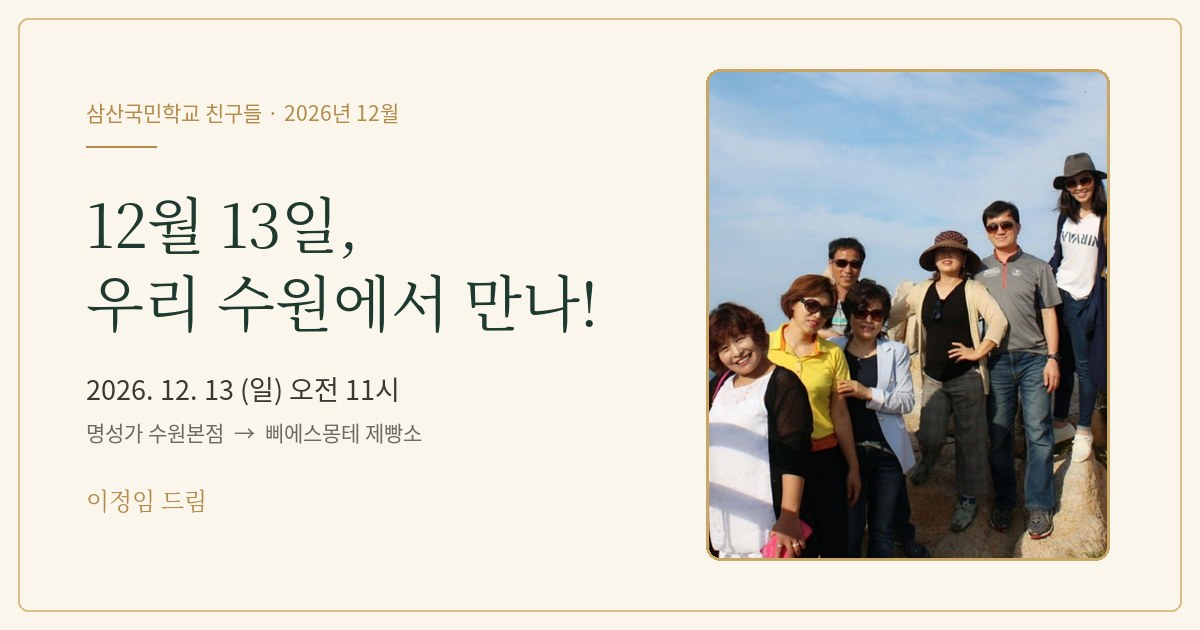 삼산국민학교 친구들 · 2026년 12월
12월 13일,
우리 수원에서 만나!
2026. 12. 13 (일) 오전 11시
명성가 수원본점 → 삐에스몽테 제빵소
이정임 드림